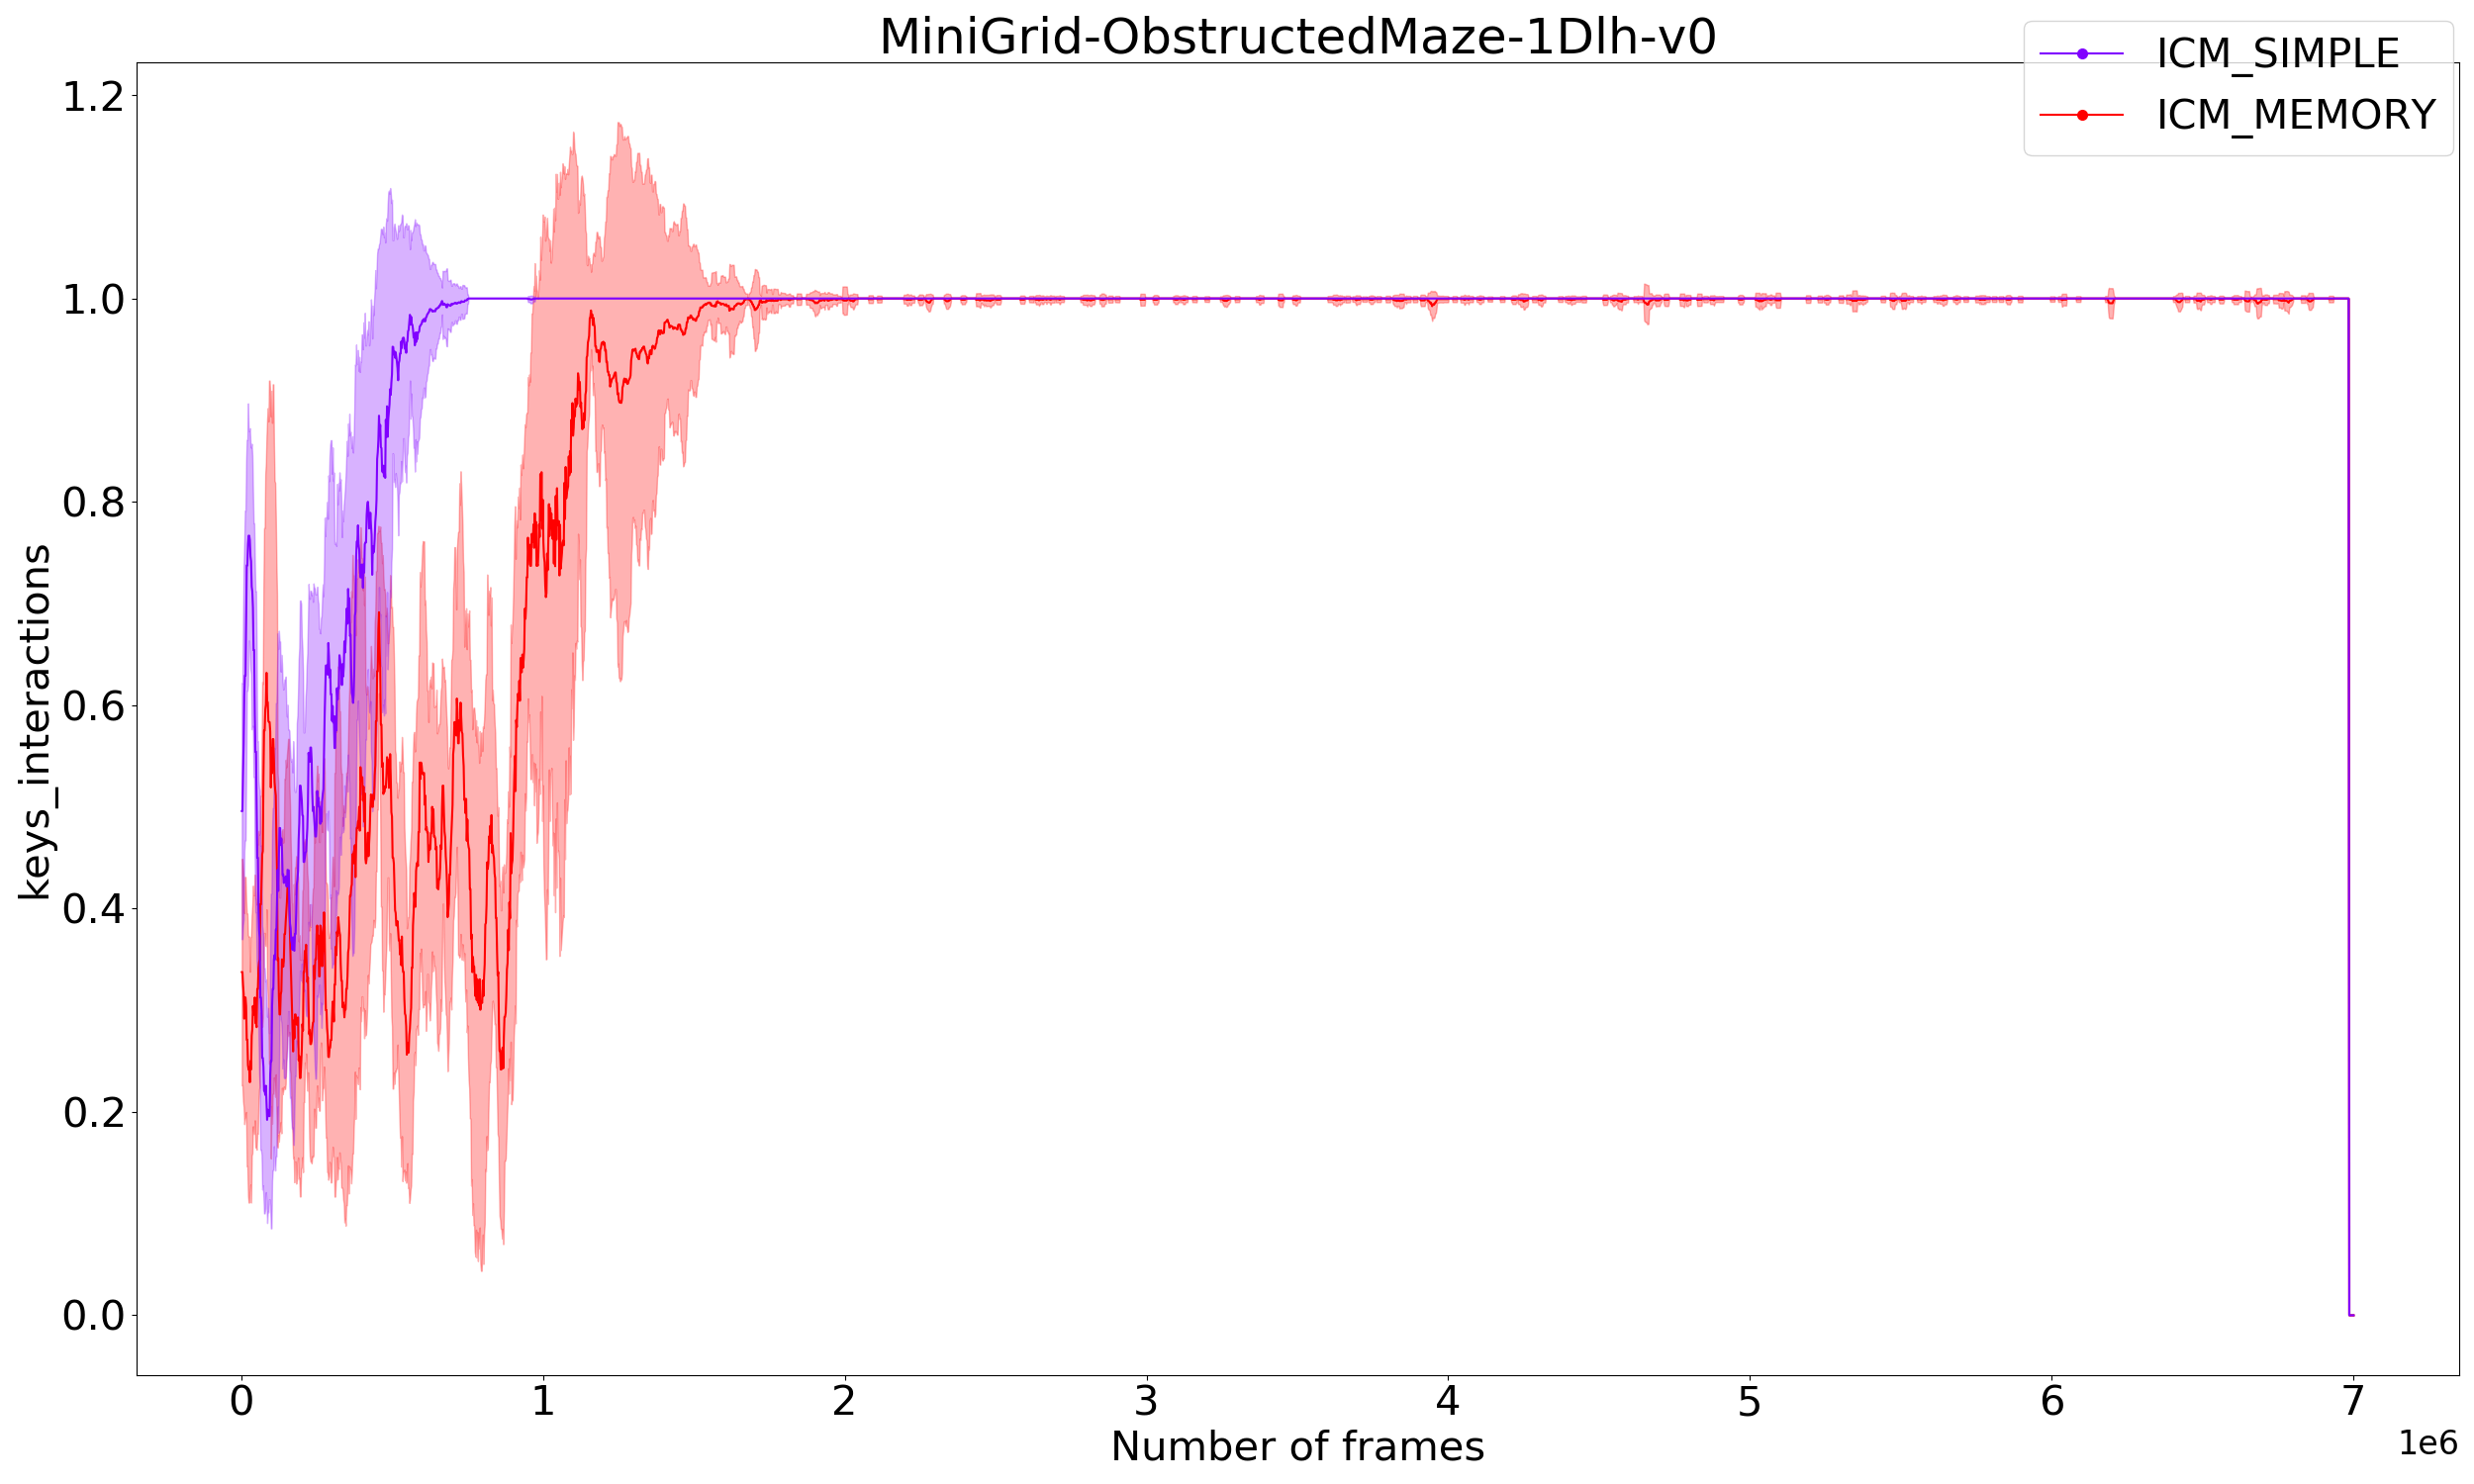 MiniGrid-ObstructedMaze-1Dlh-v0
ICM_SIMPLE
ICM_MEMORY
keys_interactions
1.2
1.0
0.8
0.6
0.4
0.2
0.0
0 1 2 3 4 5 6 7
Number of frames
1e6